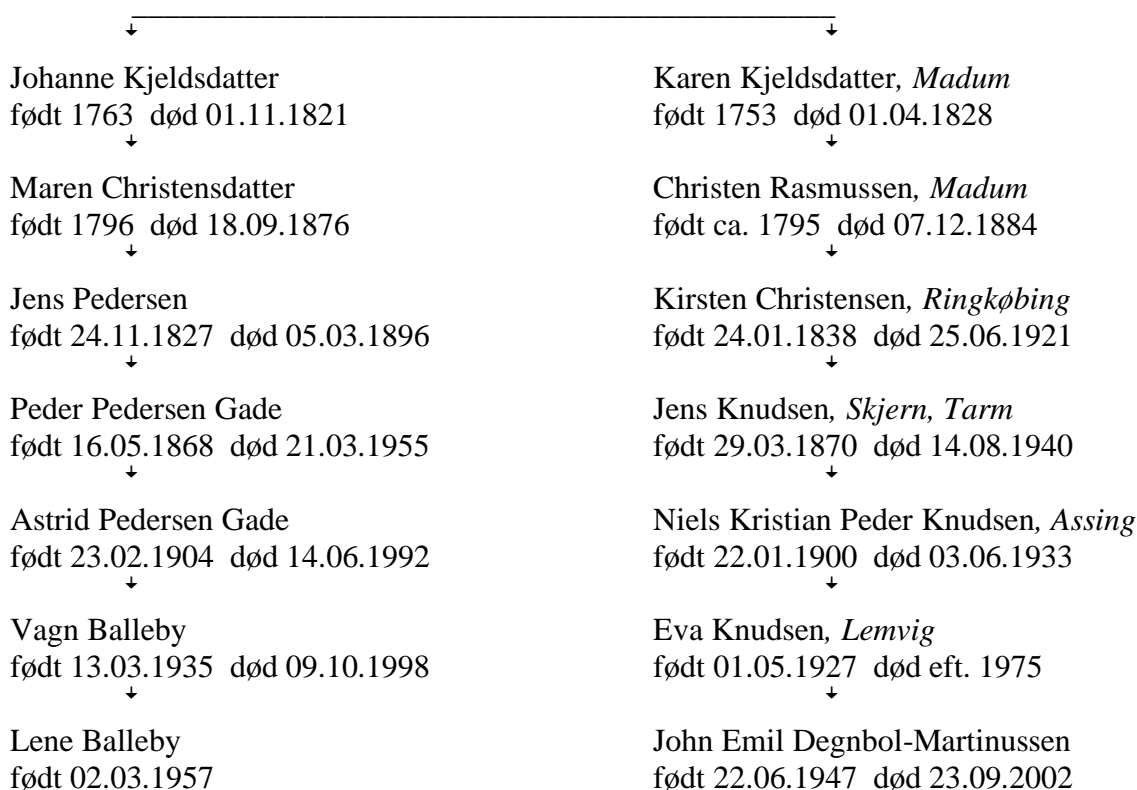 Johanne Kjeldsdatter
født 1763 død 01.11.1821
Maren Christensdatter
født 1796 død 18.09.1876
Jens Pedersen
født 24.11.1827 død 05.03.1896
Peder Pedersen Gade
født 16.05.1868 død 21.03.1955
Astrid Pedersen Gade
født 23.02.1904 død 14.06.1992
Vagn Balleby
født 13.03.1935 død 09.10.1998
Lene Balleby
født 02.03.1957
Karen Kjeldsdatter, Madum
født 1753 død 01.04.1828
Christen Rasmussen, Madum
født ca. 1795 død 07.12.1884
Kirsten Christensen, Ringkøbing
født 24.01.1838 død 25.06.1921
Jens Knudsen, Skjern, Tarm
født 29.03.1870 død 14.08.1940
Niels Kristian Peder Knudsen, Assing
født 22.01.1900 død 03.06.1933
Eva Knudsen, Lemvig
født 01.05.1927 død eft. 1975
John Emil Degnbol-Martinussen
født 22.06.1947 død 23.09.2002